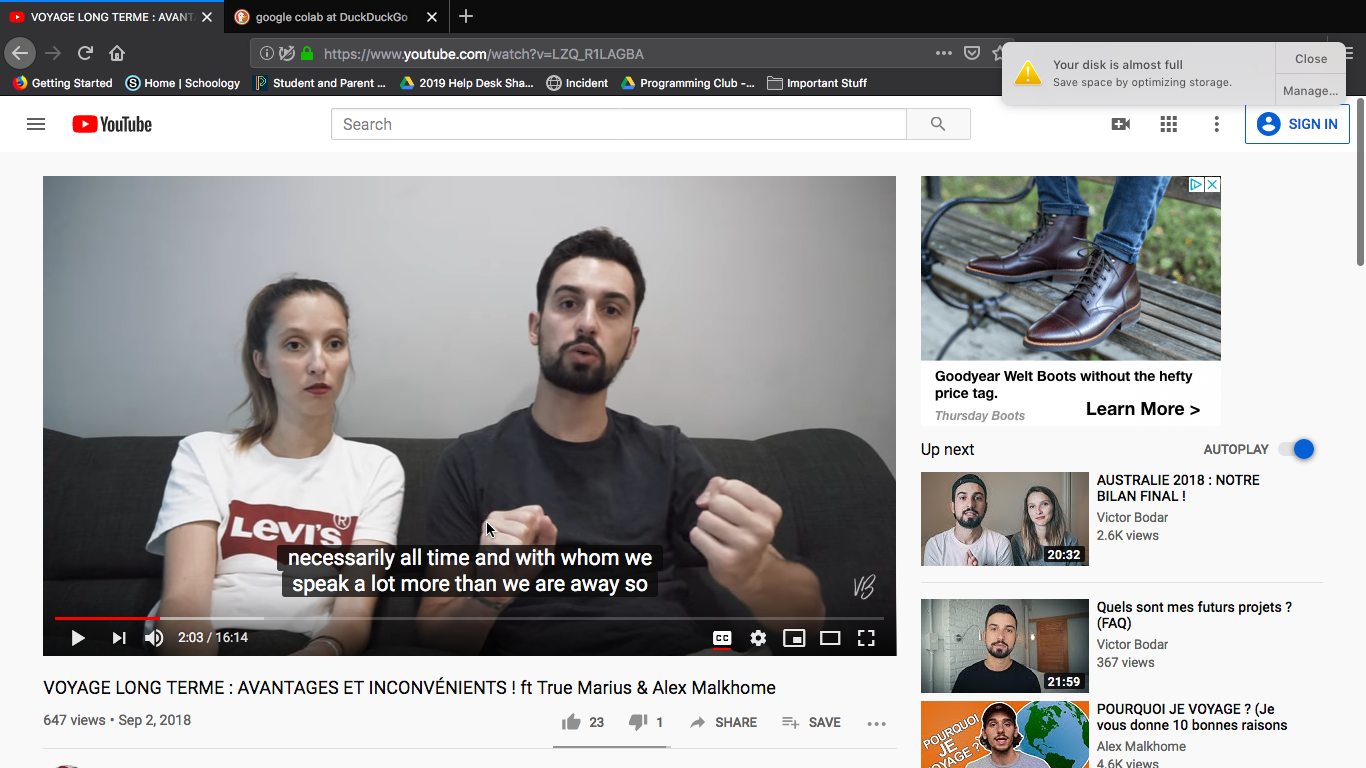 VOYAGE LONG TERME : AVANT
google colab at DuckDuckGo
https://www.youtube.com/watch?v=LZQ_R1LAGBA
Getting Started
Home | Schoology
Student and Parent ...
2019 Help Desk Sha...
Incident
Programming Club -...
Important Stuff
Your disk is almost full
Save space by optimizing storage.
Close
Manage...
YouTube
Search
SIGN IN
LEVI'S®
necessarily all time and with whom we
speak a lot more than we are away so
VB
2:03 / 16:14
CC
VOYAGE LONG TERME : AVANTAGES ET INCONVÉNIENTS ! ft True Marius & Alex Malkhome
647 views • Sep 2, 2018
23
1
SHARE
SAVE
Goodyear Welt Boots without the hefty
price tag.
Thursday Boots
Learn More >
Up next
AUTOPLAY
20:32
AUSTRALIE 2018 : NOTRE
BILAN FINAL !
Victor Bodar
2.6K views
21:59
Quels sont mes futurs projets ?
(FAQ)
Victor Bodar
367 views
POURQUOI
JE
VOYAGE ?
POURQUOI JE VOYAGE ? (Je
vous donne 10 bonnes raisons
Alex Malkhome
4.6K views